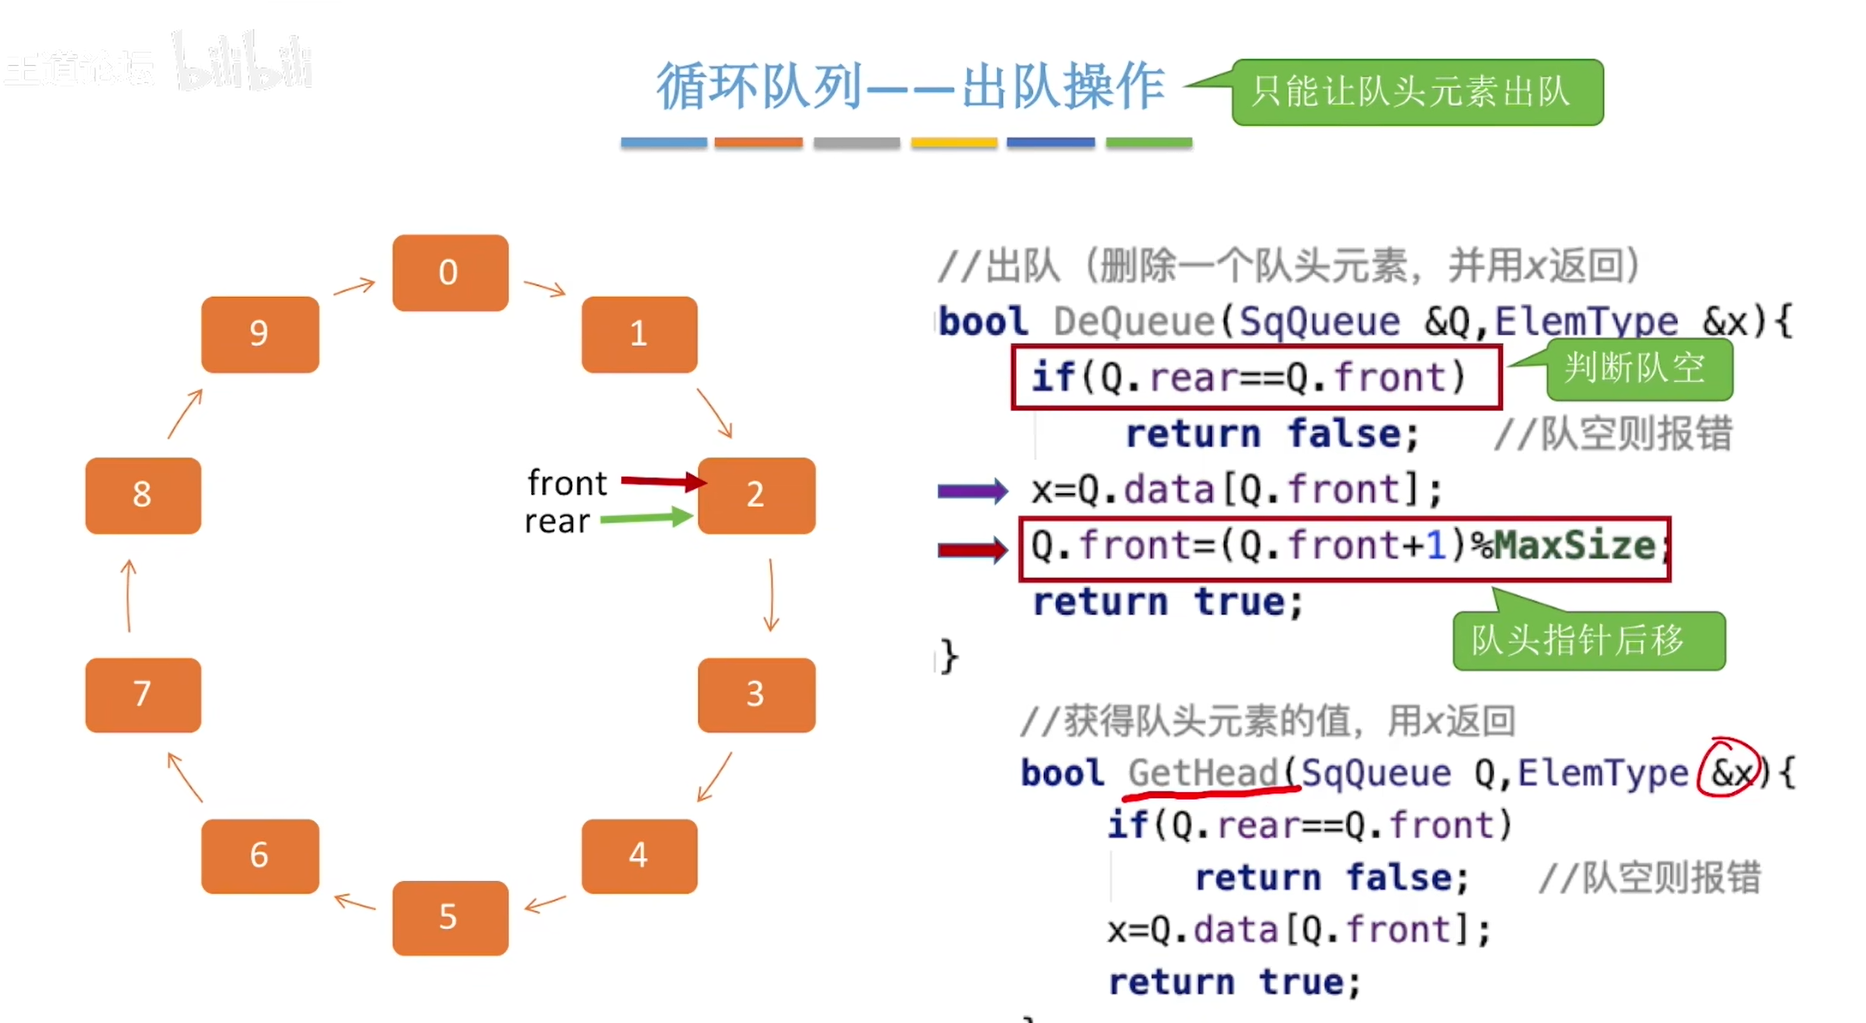 王道论坛 bilibili
循环队列——出队操作
只能让队头元素出队
0
1
2
3
4
5
6
7
8
9
front
rear
//出队（删除一个队头元素，并用x返回）
bool DeQueue(SqQueue &Q,ElemType &x){
if(Q.rear==Q.front)
判断队空
return false; //队空则报错
x=Q.data[Q.front];
Q.front=(Q.front+1)%MaxSize;
return true;
队头指针后移
}
//获得队头元素的值，用x返回
bool GetHead(SqQueue Q,ElemType &x){
if(Q.rear==Q.front)
return false; //队空则报错
x=Q.data[Q.front];
return true;
}